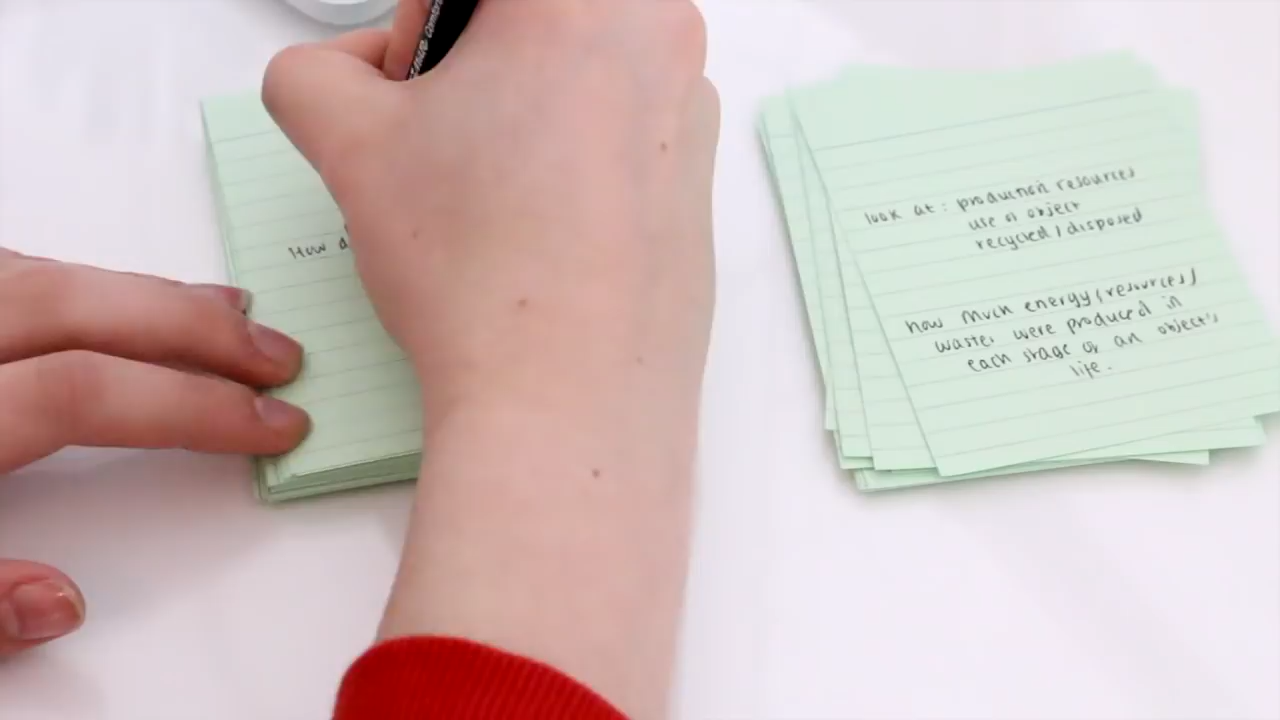 How
look at: production resources
use of object
recycled/disposed
how much energy (resources)
waste, were produced in
each stage of an object's
life.